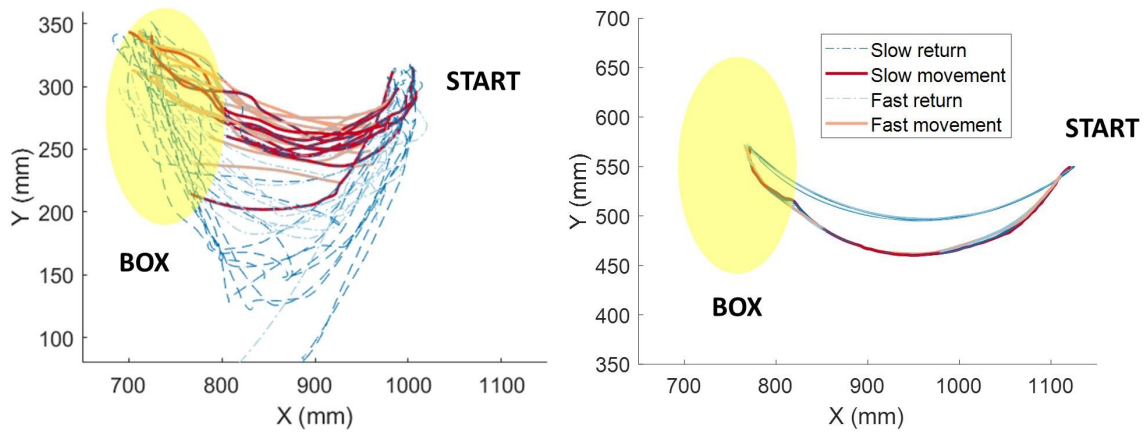 350
300
250
200
150
100
700
800
900
1000
1100
Y (mm)
X (mm)
START
BOX
700
650
600
550
500
450
400
350
700
800
900
1000
1100
Y (mm)
X (mm)
Slow return
Slow movement
Fast return
Fast movement
START
BOX